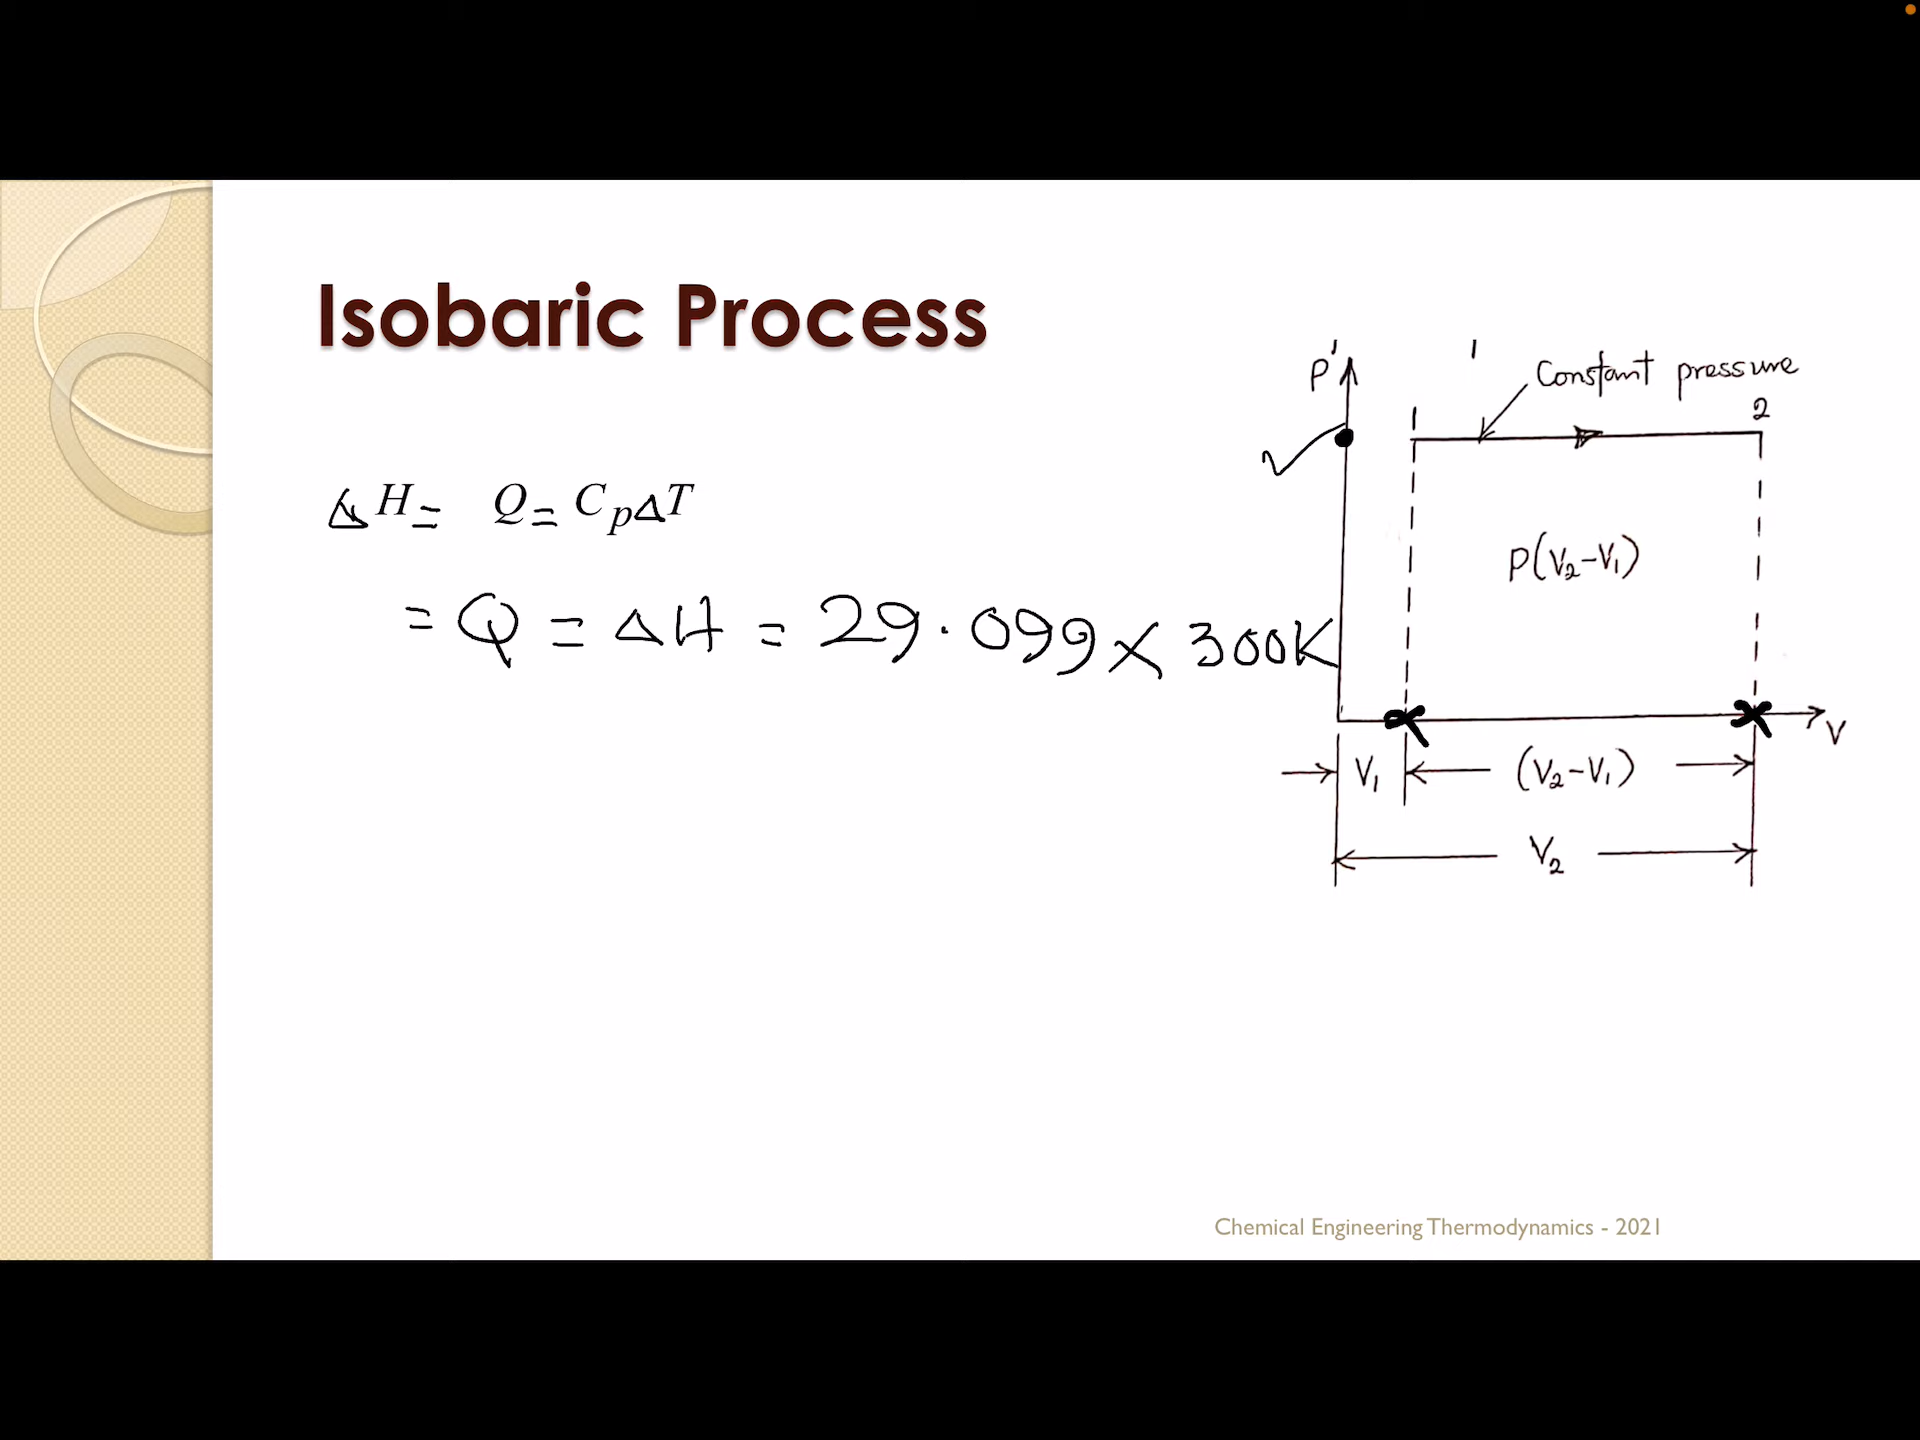 Isobaric Process
ΔH= Q= CpΔT
= Q = ΔH = 29.099 × 300K
P'
1
Constant pressure
2
P(V2-V1)
V
V1
(V2-V1)
V2
Chemical Engineering Thermodynamics - 2021